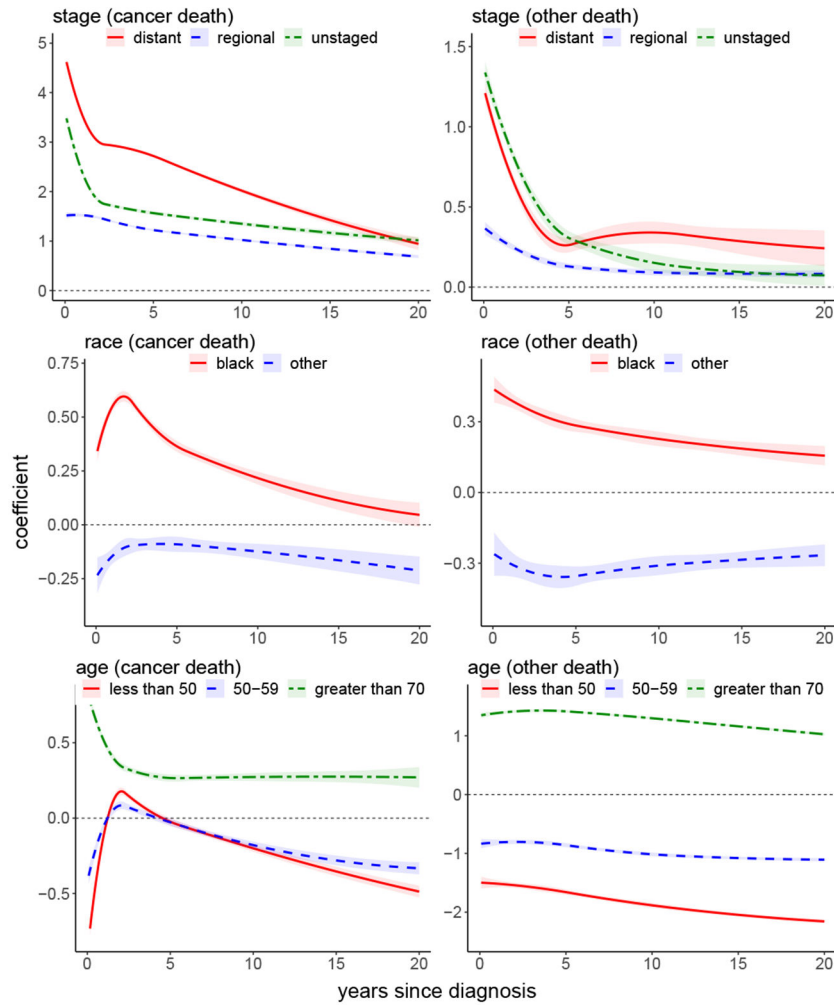 stage (cancer death)
distant regional unstaged
5
4
3
2
1
0
0 5 10 15 20
stage (other death)
distant regional unstaged
1.5
1.0
0.5
0.0
0 5 10 15 20
race (cancer death)
black other
0.75
0.50
0.25
0.00
−0.25
0 5 10 15 20
race (other death)
black other
0.3
0.0
−0.3
0 5 10 15 20
coefficient
age (cancer death)
less than 50 50−59 greater than 70
0.5
0.0
−0.5
0 5 10 15 20
age (other death)
less than 50 50−59 greater than 70
1
0
−1
−2
0 5 10 15 20
years since diagnosis